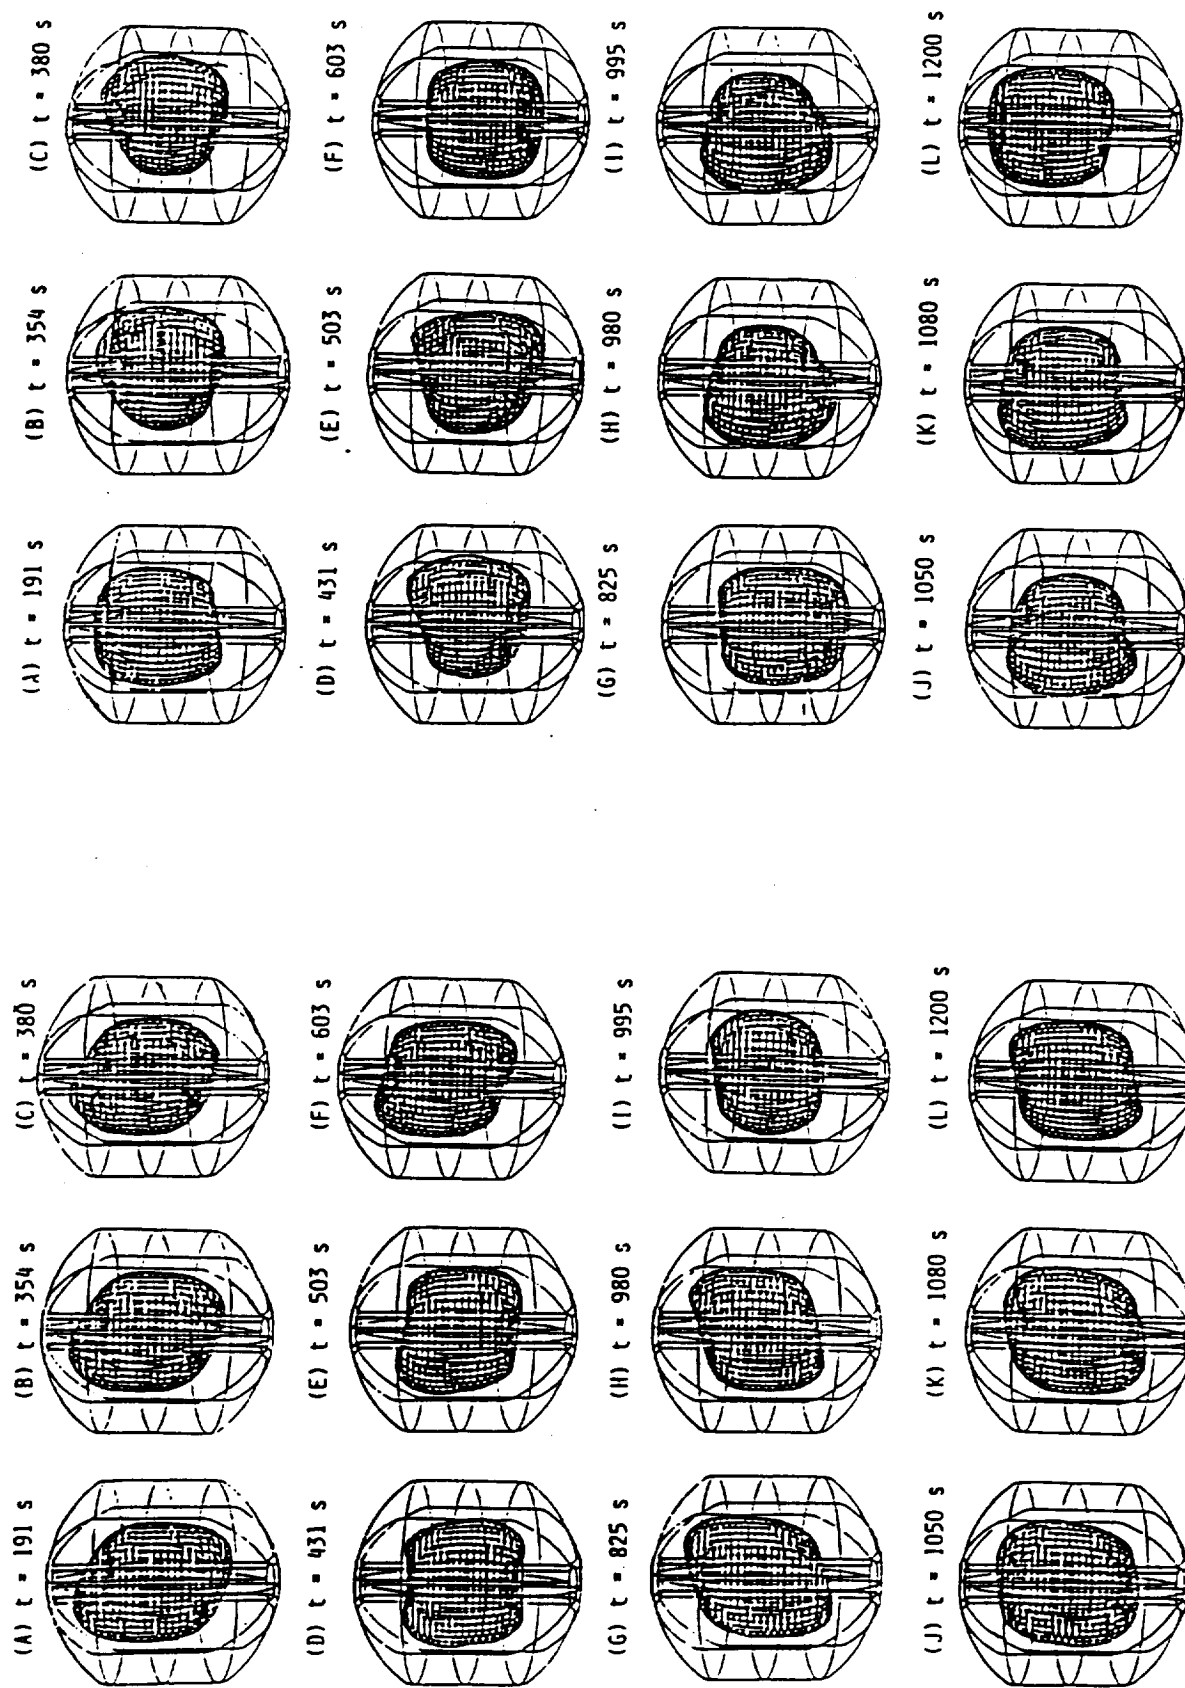 (A) t = 191 s
(B) t = 354 s
(C) t = 380 s
(D) t = 431 s
(E) t = 503 s
(F) t = 603 s
(G) t = 825 s
(H) t = 980 s
(I) t = 995 s
(J) t = 1050 s
(K) t = 1080 s
(L) t = 1200 s
(A) t = 191 s
(B) t = 354 s
(C) t = 380 s
(D) t = 431 s
(E) t = 503 s
(F) t = 603 s
(G) t = 825 s
(H) t = 980 s
(I) t = 995 s
(J) t = 1050 s
(K) t = 1080 s
(L) t = 1200 s